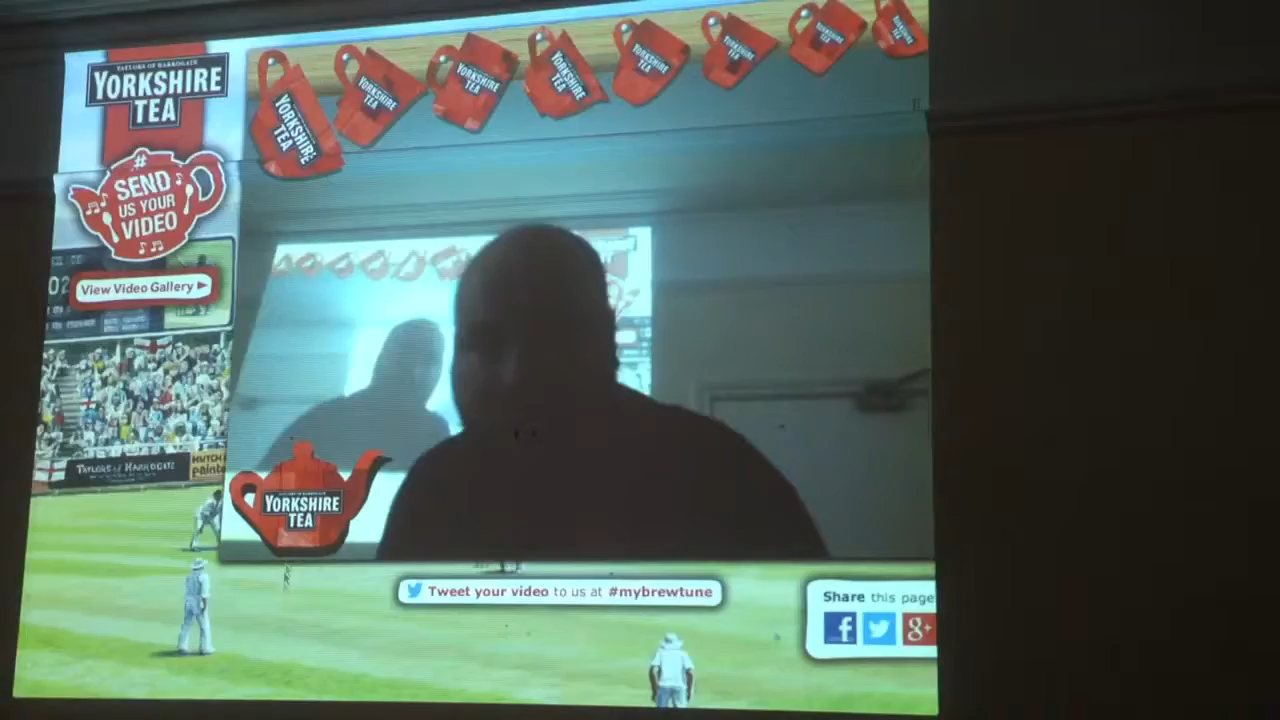 TAYLORS OF HARROGATE
YORKSHIRE
TEA
#
SEND
US YOUR
VIDEO
View Video Gallery
YORKSHIRE
TEA
YORKSHIRE
TEA
YORKSHIRE
TEA
YORKSHIRE
TEA
YORKSHIRE
TEA
YORKSHIRE
TEA
YORKSHIRE
TEA
YORKSHIRE
TEA
02
TAYLORS of HARROGATE
YORKSHIRE
TEA
Tweet your video to us at #mybrewtune
Share this page
f
g+